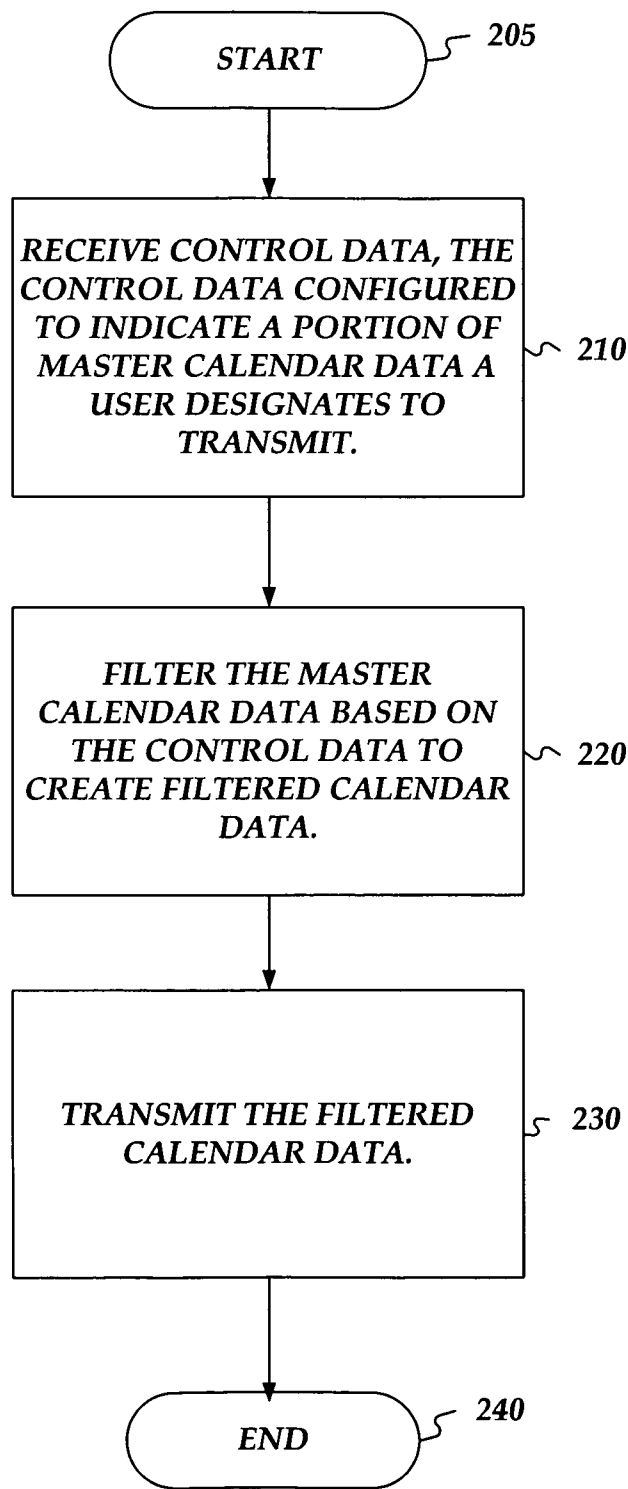 START
205
RECEIVE CONTROL DATA, THE
CONTROL DATA CONFIGURED
TO INDICATE A PORTION OF
MASTER CALENDAR DATA A
USER DESIGNATES TO
TRANSMIT.
210
FILTER THE MASTER
CALENDAR DATA BASED ON
THE CONTROL DATA TO
CREATE FILTERED CALENDAR
DATA.
220
TRANSMIT THE FILTERED
CALENDAR DATA.
230
END
240